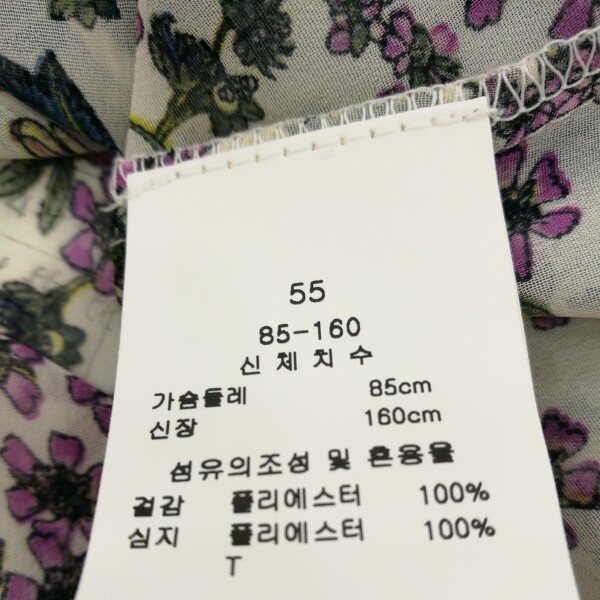 55
85-160
신체치수
가슴둘레 85cm
신장 160cm
섬유의조성 및 혼용율
겉감 폴리에스터 100%
심지 폴리에스터 100%
T